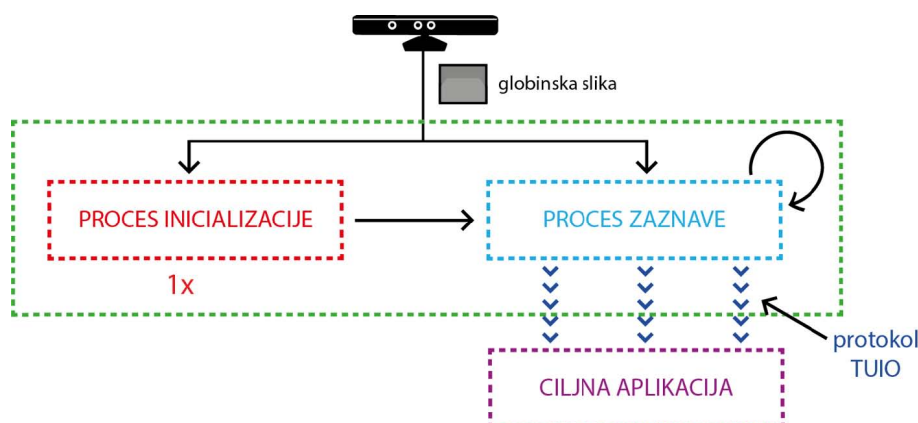 globinska slika
PROCES INICIALIZACIJE
PROCES ZAZNAVE
1x
protokol
TUIO
CILJNA APLIKACIJA